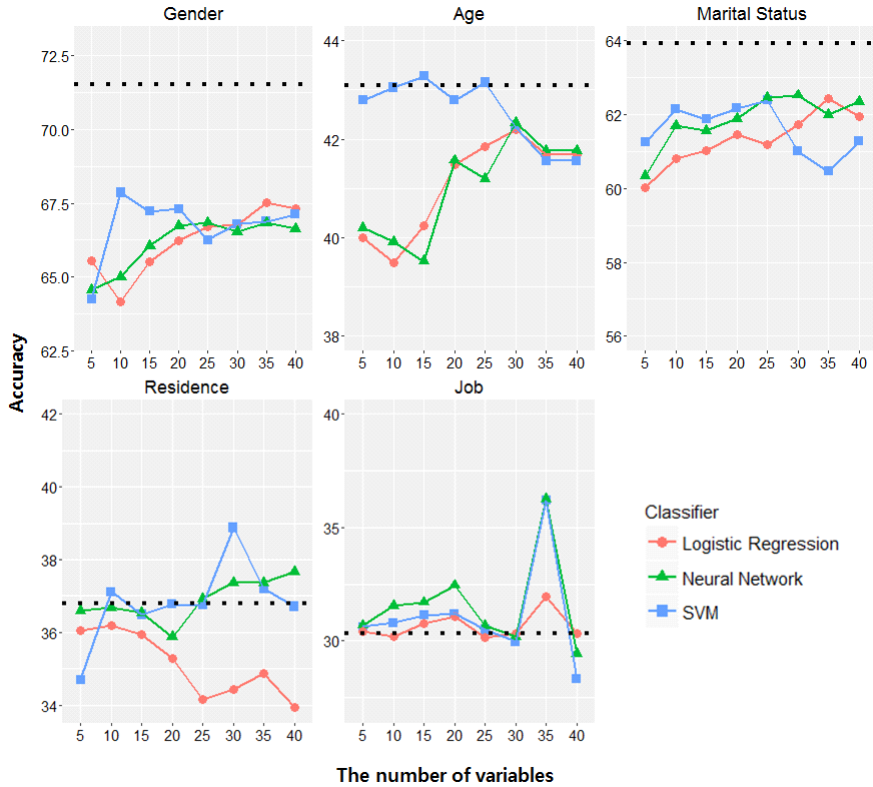 Gender
Age
Marital Status
72.5
70.0
67.5
65.0
62.5
44
42
40
38
64
62
60
58
56
5 10 15 20 25 30 35 40
5 10 15 20 25 30 35 40
5 10 15 20 25 30 35 40
Accuracy
Residence
Job
42
40
38
36
34
40
35
30
5 10 15 20 25 30 35 40
5 10 15 20 25 30 35 40
Classifier
Logistic Regression
Neural Network
SVM
The number of variables